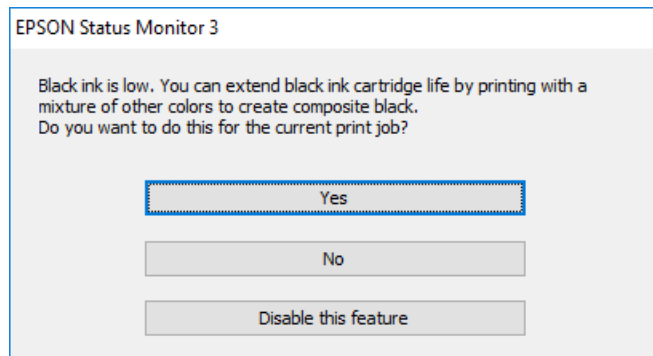 EPSON Status Monitor 3
Black ink is low. You can extend black ink cartridge life by printing with a
mixture of other colors to create composite black.
Do you want to do this for the current print job?
Yes
No
Disable this feature